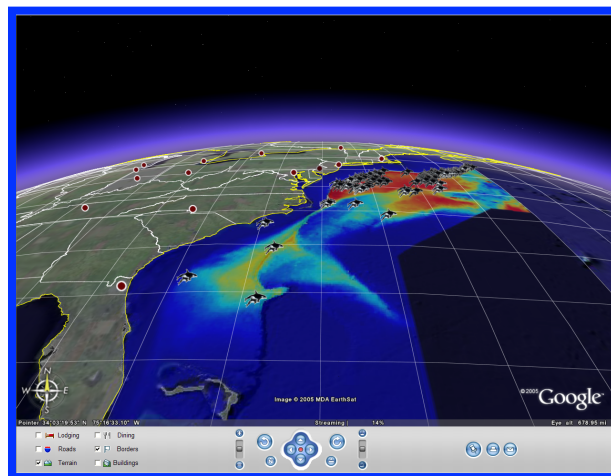 N
W E
S
Image © 2005 MDA EarthSat
©2005 Google™
Pointer 34°03'19.53" N 75°16'33.10" W Streaming 14% Eye alt 678.95 mi
Lodging Dining
Roads Borders
Terrain Buildings